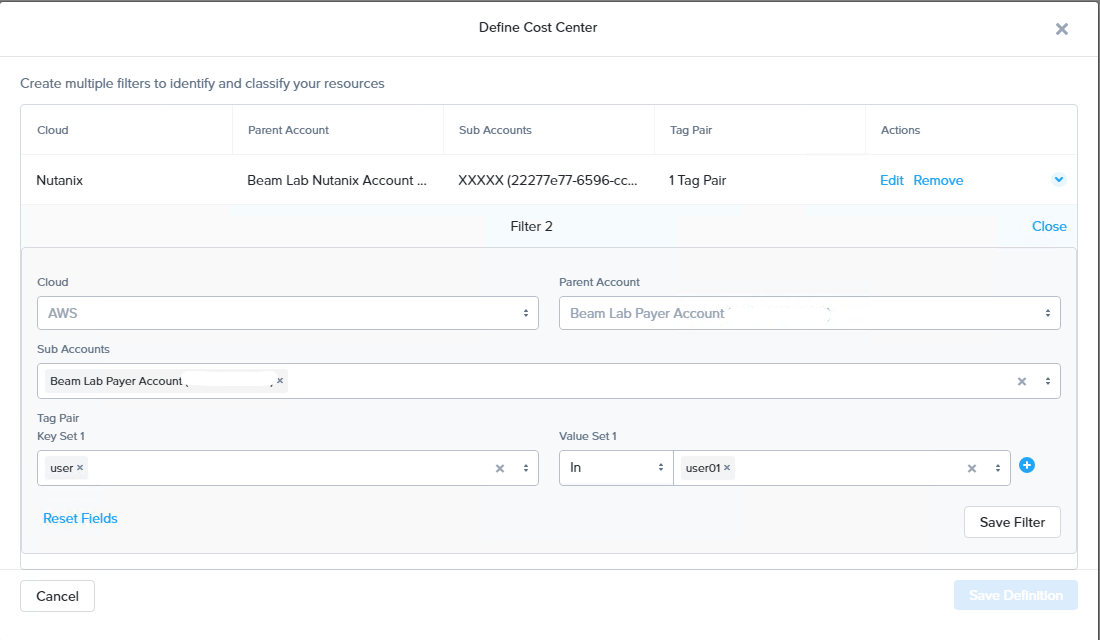 Define Cost Center
Create multiple filters to identify and classify your resources
Cloud Parent Account Sub Accounts Tag Pair Actions
Nutanix Beam Lab Nutanix Account ... XXXXX (22277e77-6596-cc... 1 Tag Pair Edit Remove
Filter 2 Close
Cloud Parent Account
AWS Beam Lab Payer Account
Sub Accounts
Beam Lab Payer Account
Tag Pair
Key Set 1 Value Set 1
user In user01
Reset Fields Save Filter
Cancel Save Definition